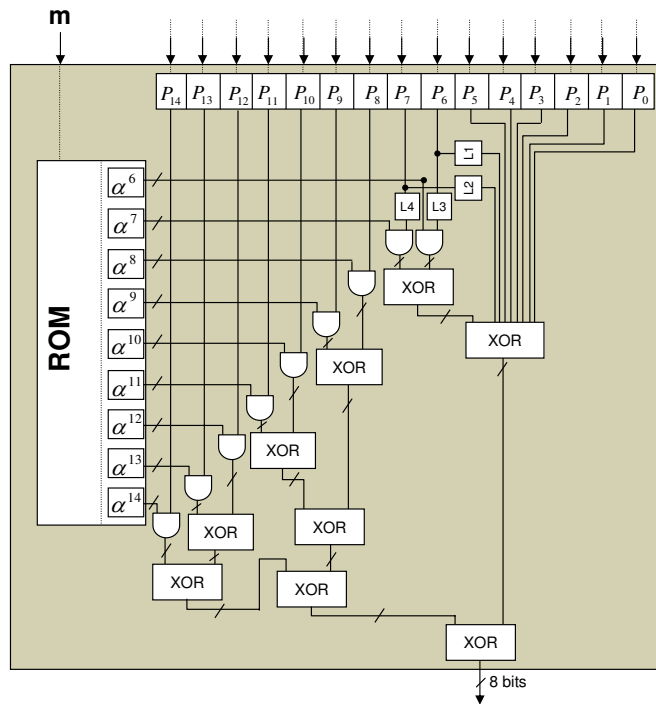 m
P₁₄ P₁₃ P₁₂ P₁₁ P₁₀ P₉ P₈ P₇ P₆ P₅ P₄ P₃ P₂ P₁ P₀
L1
L2
L4 L3
ROM
α⁶
α⁷
α⁸
α⁹
α¹⁰
α¹¹
α¹²
α¹³
α¹⁴
XOR
XOR
XOR
XOR
XOR
XOR
XOR
XOR
XOR
8 bits